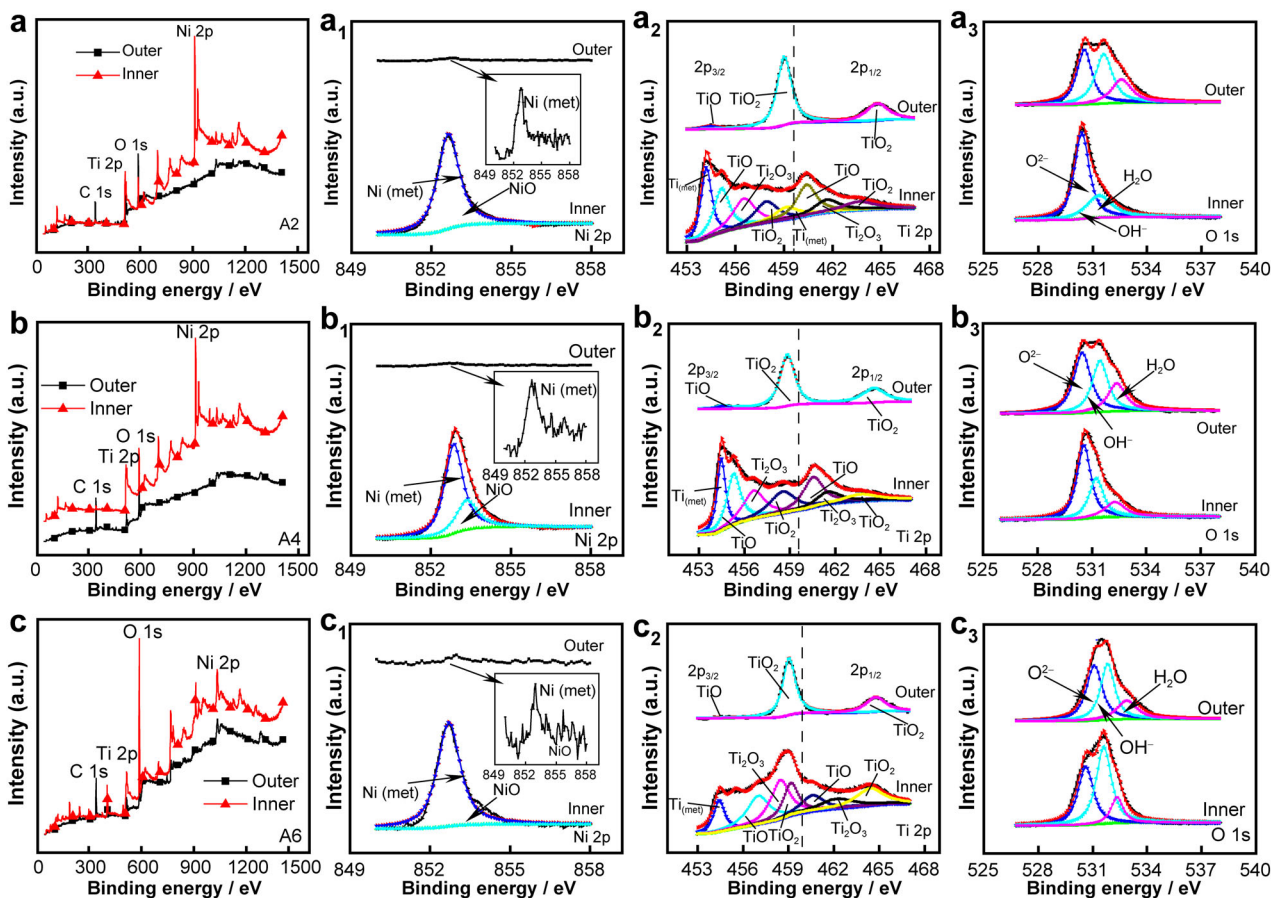 a
Intensity (a.u.)
Outer
Inner
Ni 2p
O 1s
Ti 2p
C 1s
A2
0 300 600 900 1200 1500
Binding energy / eV
a1
Intensity (a.u.)
Outer
Ni (met)
849 852 855 858
Ni (met)
NiO
Inner
Ni 2p
849 852 855 858
Binding energy / eV
a2
Intensity (a.u.)
2p3/2
2p1/2
TiO
TiO2
Outer
TiO2
Ti(met)
TiO
Ti2O3
TiO
TiO2
Inner
TiO2
Ti(met)
Ti2O3
Ti 2p
453 456 459 462 465 468
Binding energy / eV
a3
Intensity (a.u.)
Outer
O2−
H2O
Inner
OH−
O 1s
525 528 531 534 537 540
Binding energy / eV
b
Intensity (a.u.)
Ni 2p
Outer
Inner
O 1s
Ti 2p
C 1s
A4
0 300 600 900 1200 1500
Binding energy / eV
b1
Intensity (a.u.)
Outer
Ni (met)
849 852 855 858
Ni (met)
NiO
Inner
Ni 2p
849 852 855 858
Binding energy / eV
b2
Intensity (a.u.)
2p3/2
TiO2
2p1/2
TiO
Outer
TiO2
Ti2O3
TiO
Ti(met)
Inner
TiO
TiO2
Ti2O3
TiO2
Ti 2p
453 456 459 462 465 468
Binding energy / eV
b3
Intensity (a.u.)
O2−
H2O
OH−
Outer
Inner
O 1s
526 528 531 534 537 540
Binding energy / eV
c
Intensity (a.u.)
O 1s
Ni 2p
Ti 2p
C 1s
Outer
Inner
A6
0 300 600 900 1200 1500
Binding energy / eV
c1
Intensity (a.u.)
Outer
Ni (met)
NiO
849 852 855 858
Ni (met)
NiO
Inner
Ni 2p
849 852 855 858
Binding energy / eV
c2
Intensity (a.u.)
2p3/2
TiO2
2p1/2
TiO
Outer
TiO2
Ti2O3
TiO
TiO2
Ti(met)
Inner
TiO
TiO2
Ti2O3
Ti 2p
453 456 459 462 465 468
Binding energy / eV
c3
Intensity (a.u.)
O2−
H2O
Outer
OH−
Inner
O 1s
525 528 531 534 537 540
Binding energy / eV